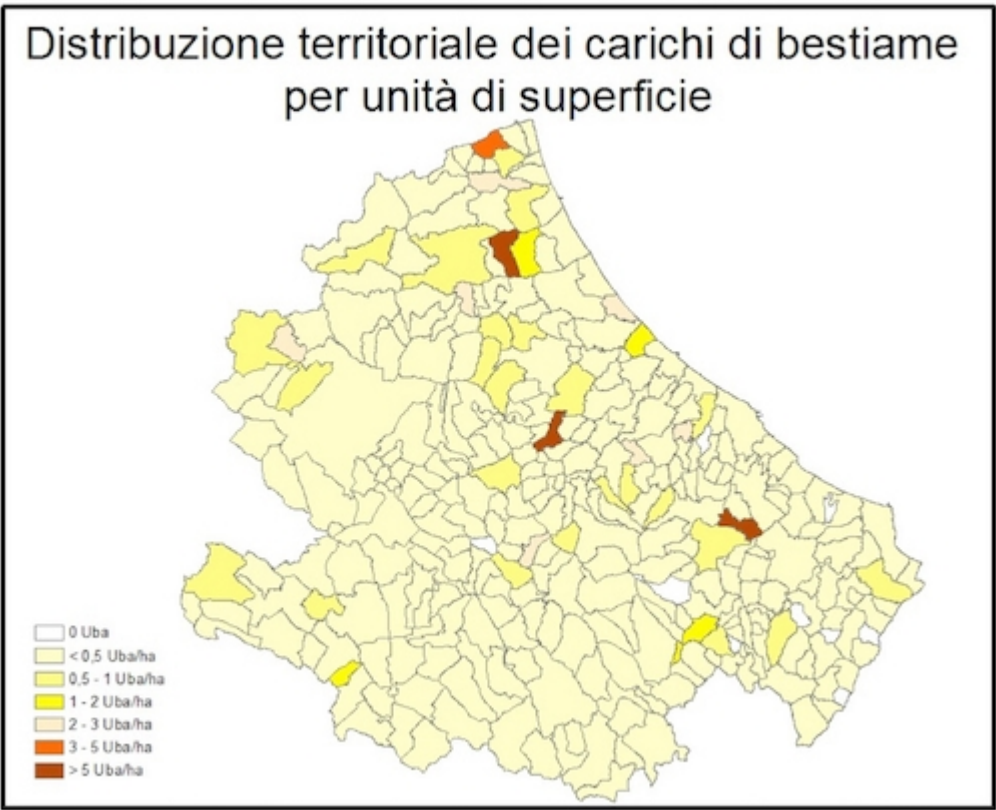 Distribuzione territoriale dei carichi di bestiame
per unità di superficie
0 Uba
< 0,5 Uba/ha
0,5 - 1 Uba/ha
1 - 2 Uba/ha
2 - 3 Uba/ha
3 - 5 Uba/ha
> 5 Uba/ha